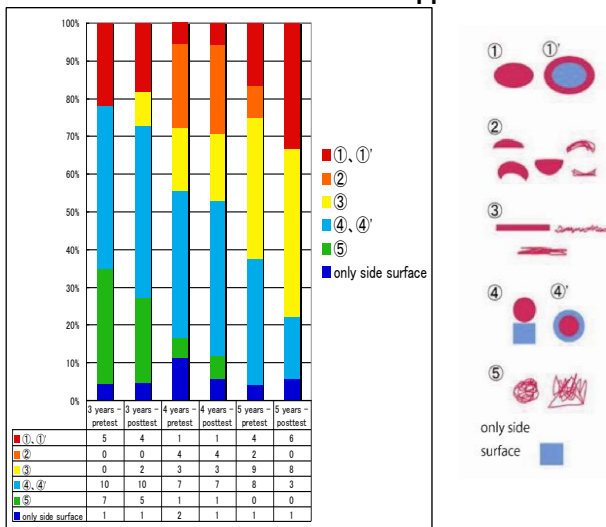 100%
90%
80%
70%
60%
50%
40%
30%
20%
10%
0%
①、①'
②
③
④、④'
⑤
only side surface
3 years - pretest 3 years - posttest 4 years - pretest 4 years - posttest 5 years - pretest 5 years - posttest
①、①' 5 4 1 1 4 6
② 0 0 4 4 2 0
③ 0 2 3 3 9 8
④、④' 10 10 7 7 8 3
⑤ 7 5 1 1 0 0
only side surface 1 1 2 1 1 1
① ①'
②
③
④ ④'
⑤
only side
surface